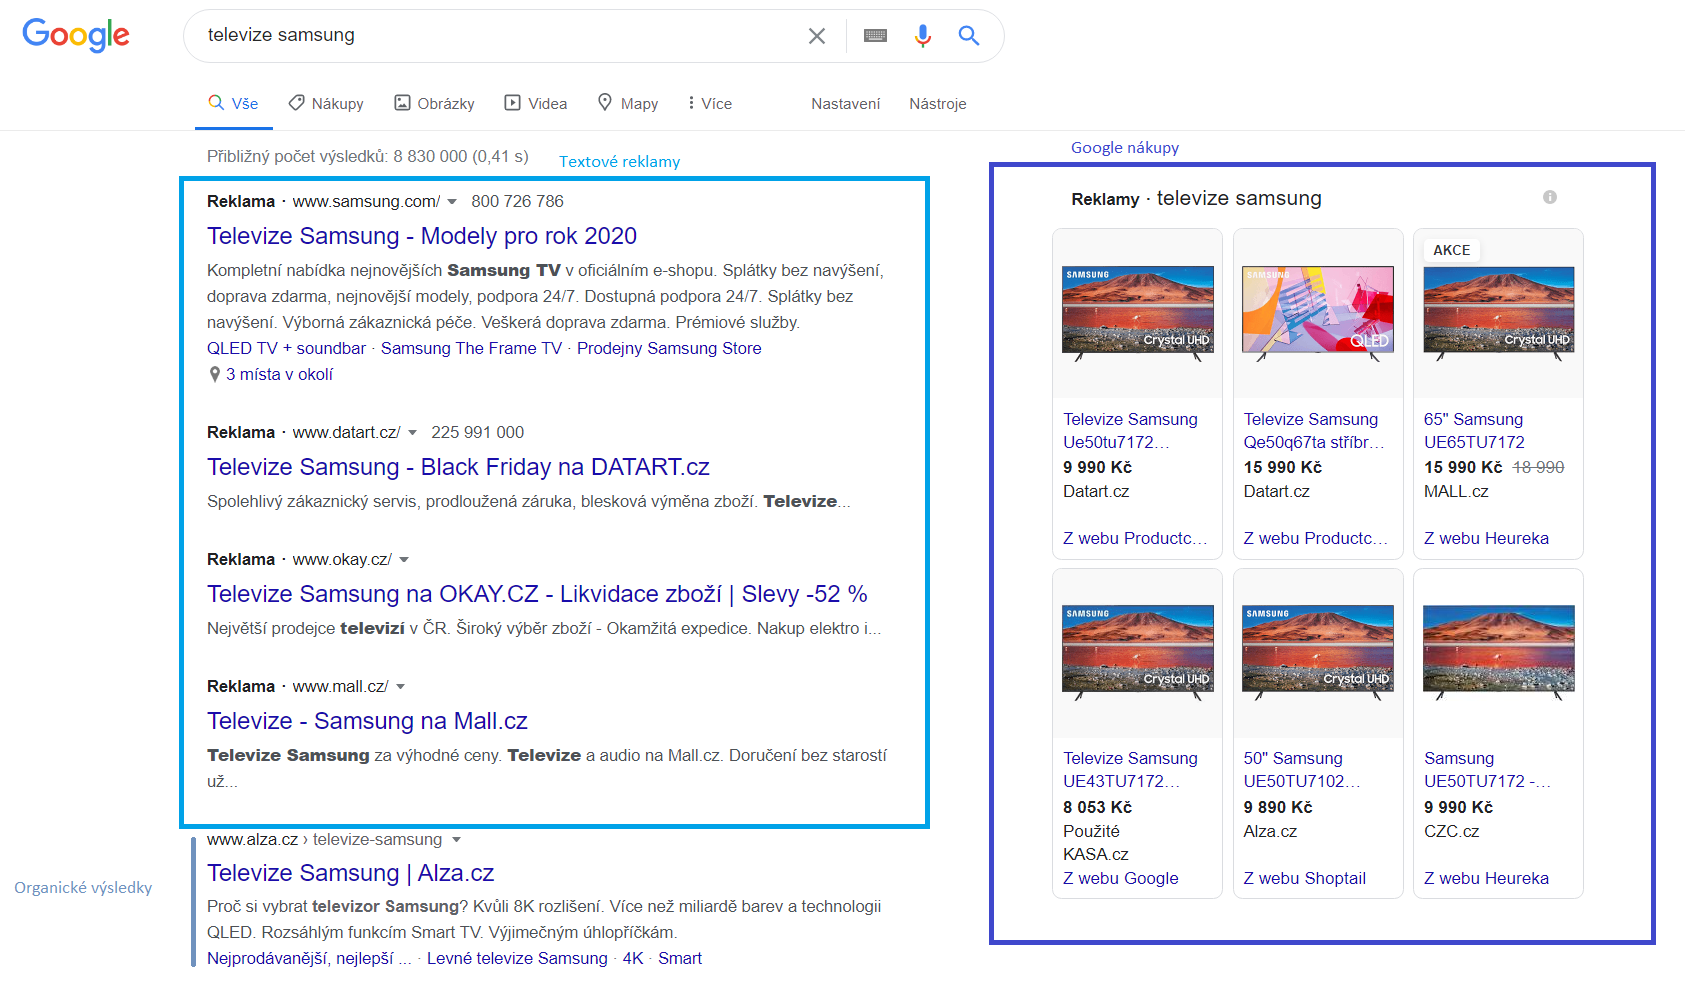 Google
televize samsung
Vše
Nákupy
Obrázky
Videa
Mapy
Více
Nastavení
Nástroje
Přibližný počet výsledků: 8 830 000 (0,41 s)
Textové reklamy
Reklama · www.samsung.com/ 800 726 786
Televize Samsung - Modely pro rok 2020
Kompletní nabídka nejnovějších Samsung TV v oficiálním e-shopu. Splátky bez navýšení,
doprava zdarma, nejnovější modely, podpora 24/7. Dostupná podpora 24/7. Splátky bez
navýšení. Výborná zákaznická péče. Veškerá doprava zdarma. Prémiové služby.
QLED TV + soundbar · Samsung The Frame TV · Prodejny Samsung Store
3 místa v okolí
Reklama · www.datart.cz/ 225 991 000
Televize Samsung - Black Friday na DATART.cz
Spolehlivý zákaznický servis, prodloužená záruka, blesková výměna zboží. Televize...
Reklama · www.okay.cz/
Televize Samsung na OKAY.CZ - Likvidace zboží | Slevy -52 %
Největší prodejce televizí v ČR. Široký výběr zboží - Okamžitá expedice. Nakup elektro i...
Reklama · www.mall.cz/
Televize - Samsung na Mall.cz
Televize Samsung za výhodné ceny. Televize a audio na Mall.cz. Doručení bez starostí
už...
Organické výsledky
www.alza.cz › televize-samsung
Televize Samsung | Alza.cz
Proč si vybrat televizor Samsung? Kvůli 8K rozlišení. Více než miliardě barev a technologii
QLED. Rozsáhlým funkcím Smart TV. Výjimečným úhlopříčkám.
Nejprodávanější, nejlepší ... · Levné televize Samsung · 4K · Smart
Google nákupy
Reklamy · televize samsung
SAMSUNG
Crystal UHD
Televize Samsung
Ue50tu7172…
9 990 Kč
Datart.cz
Z webu Productc…
SAMSUNG
QLED
Televize Samsung
Qe50q67ta stříbr…
15 990 Kč
Datart.cz
Z webu Productc…
AKCE
Crystal UHD
65" Samsung
UE65TU7172
15 990 Kč 18 990
MALL.cz
Z webu Heureka
SAMSUNG
Crystal UHD
Televize Samsung
UE43TU7172…
8 053 Kč
Použité
KASA.cz
Z webu Google
SAMSUNG
Crystal UHD
50" Samsung
UE50TU7102…
9 890 Kč
Alza.cz
Z webu Shoptail
Samsung
UE50TU7172 -…
9 990 Kč
CZC.cz
Z webu Heureka